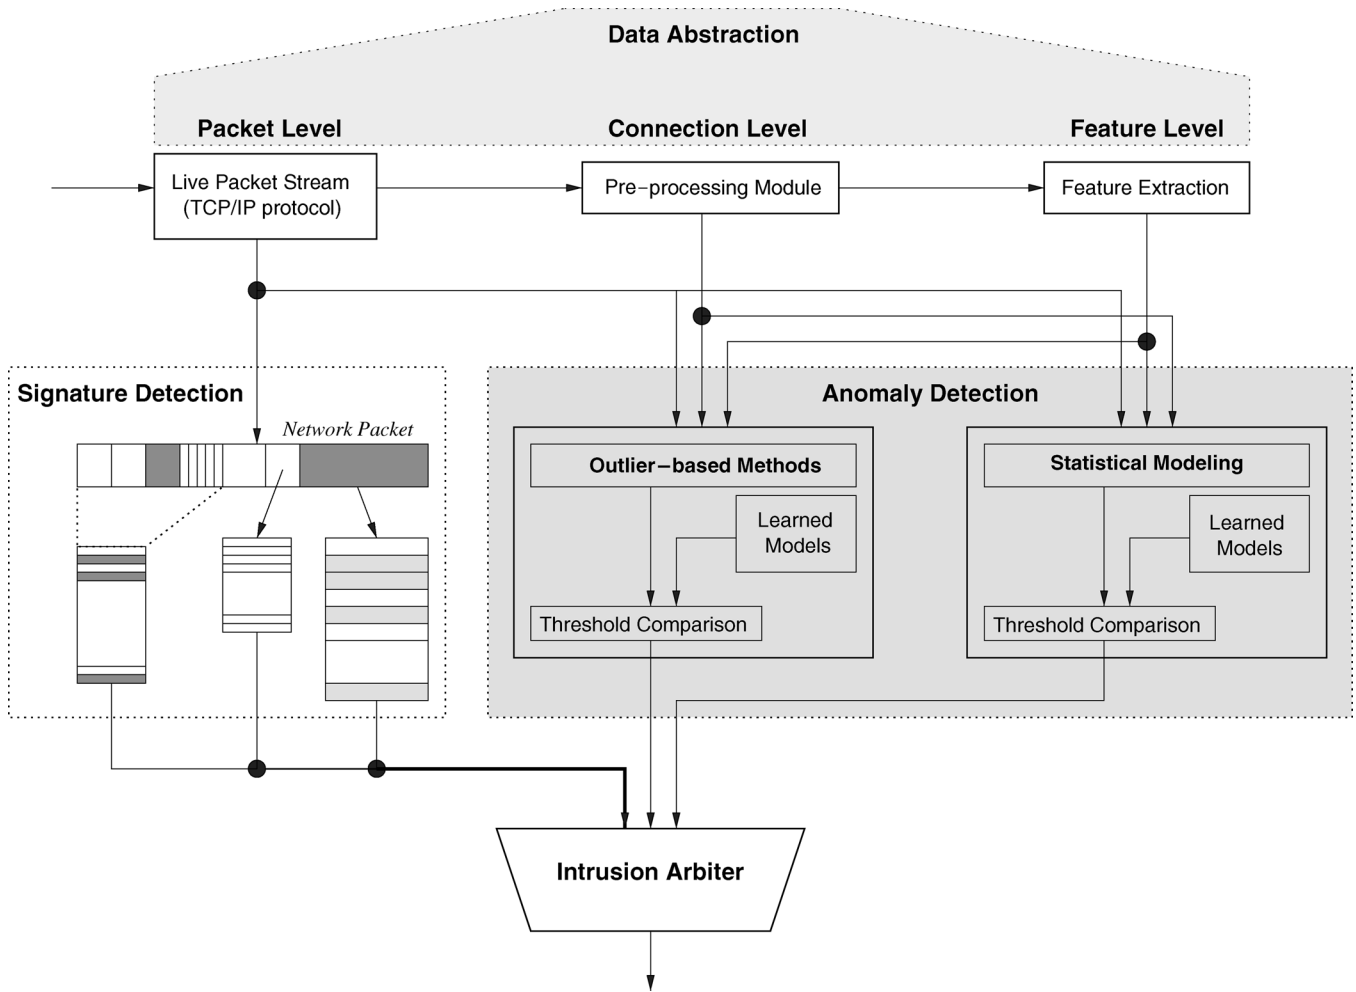 Data Abstraction
Packet Level
Connection Level
Feature Level
Live Packet Stream
(TCP/IP protocol)
Pre-processing Module
Feature Extraction
Signature Detection
Network Packet
Anomaly Detection
Outlier-based Methods
Learned
Models
Threshold Comparison
Statistical Modeling
Learned
Models
Threshold Comparison
Intrusion Arbiter